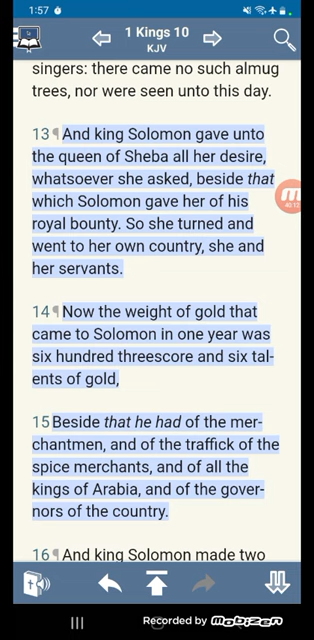 1:57
1 Kings 10
KJV
singers: there came no such almug
trees, nor were seen unto this day.
13¶ And king Solomon gave unto
the queen of Sheba all her desire,
whatsoever she asked, beside that
which Solomon gave her of his
royal bounty. So she turned and
went to her own country, she and
her servants.
14¶ Now the weight of gold that
came to Solomon in one year was
six hundred threescore and six tal-
ents of gold,
15 Beside that he had of the mer-
chantmen, and of the traffick of the
spice merchants, and of all the
kings of Arabia, and of the gover-
nors of the country.
16¶ And king Solomon made two
Recorded by mobizen